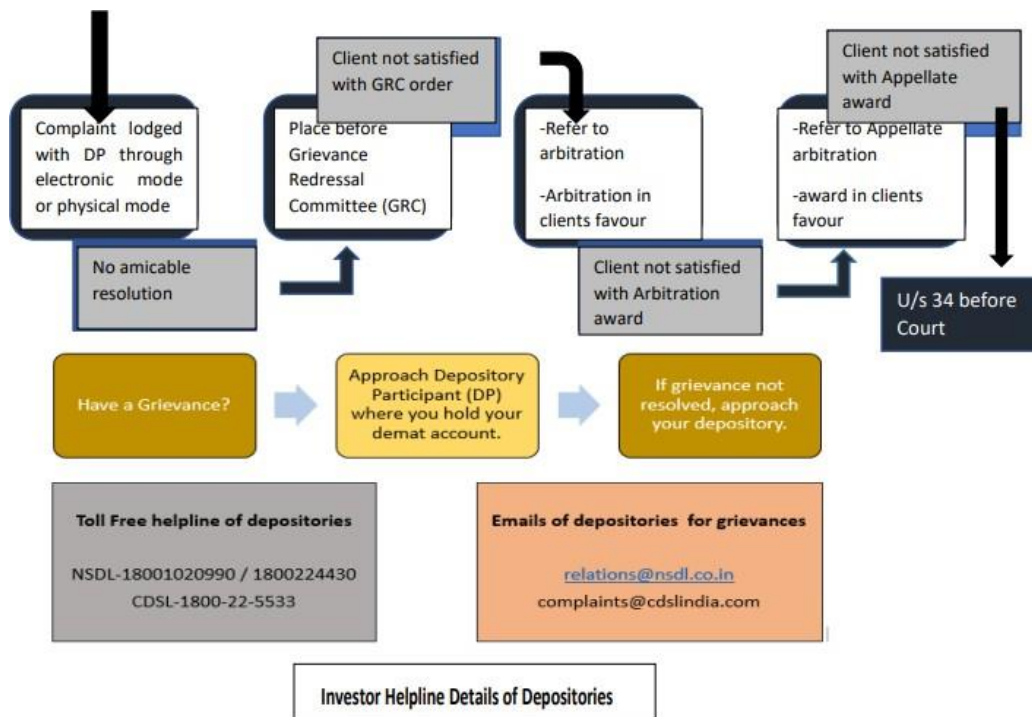 Complaint lodged
with DP through
electronic mode
or physical mode
No amicable
resolution
Place before
Grievance
Redressal
Committee (GRC)
Client not satisfied
with GRC order
-Refer to
arbitration
-Arbitration in
clients favour
Client not satisfied
with Arbitration
award
-Refer to Appellate
arbitration
-award in clients
favour
Client not satisfied
with Appellate
award
U/s 34 before
Court
Have a Grievance?
Approach Depository
Participant (DP)
where you hold your
demat account.
If grievance not
resolved, approach
your depository.
Toll Free helpline of depositories
NSDL-18001020990 / 1800224430
CDSL-1800-22-5533
Emails of depositories for grievances
relations@nsdl.co.in
complaints@cdslindia.com
Investor Helpline Details of Depositories